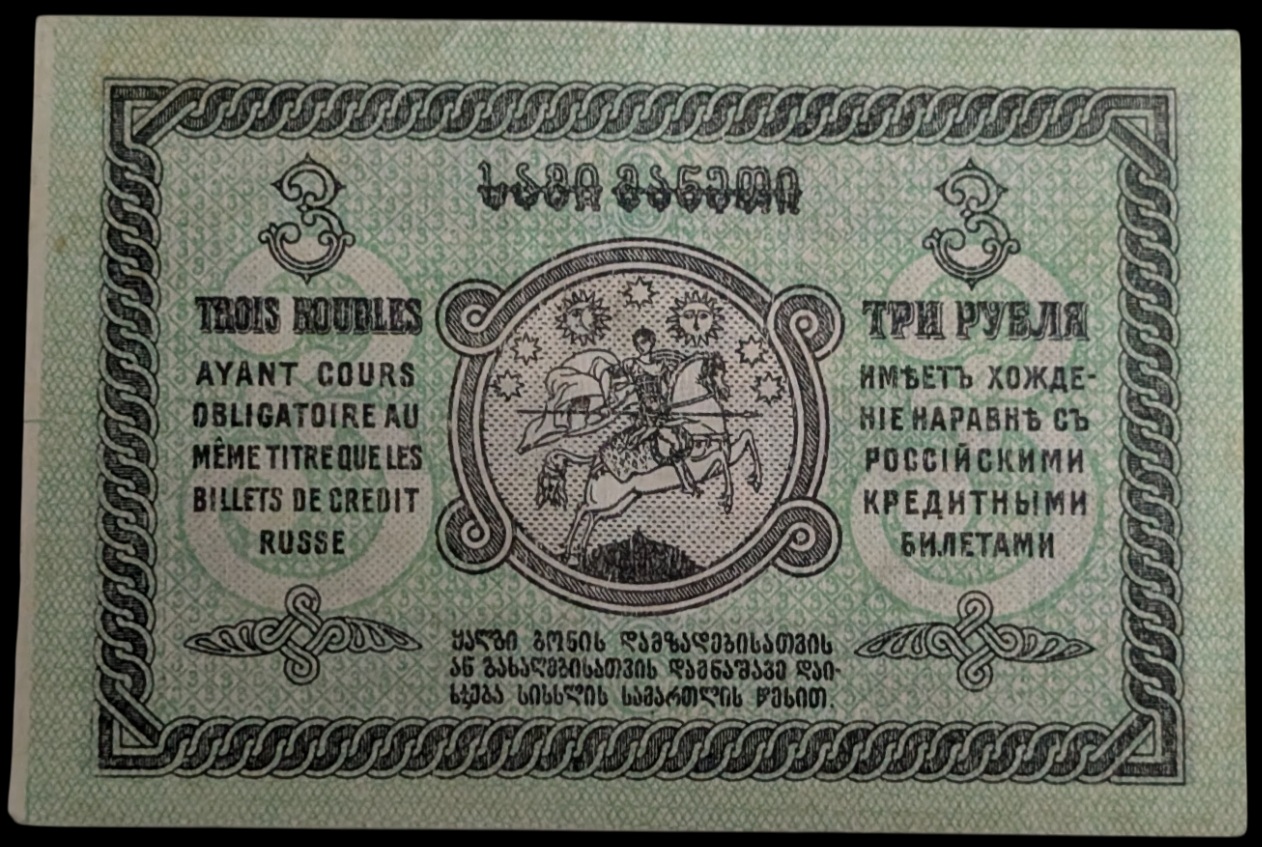 3
სამი მანეთი
3
TROIS ROUBLES
AYANT COURS
OBLIGATOIRE AU
MÊME TITRE QUE LES
BILLETS DE CREDIT
RUSSE
ТРИ РУБЛЯ
ИМѢЕТЪ ХОЖДЕ-
НІЕ НАРАВНѢ СЪ
РОССІЙСКИМИ
КРЕДИТНЫМИ
БИЛЕТАМИ
ყალბი ბონის დამზადებისათვის
ან გასაღებისათვის დამნაშავე დაი-
სჯება სისხლის სამართლის წესით.